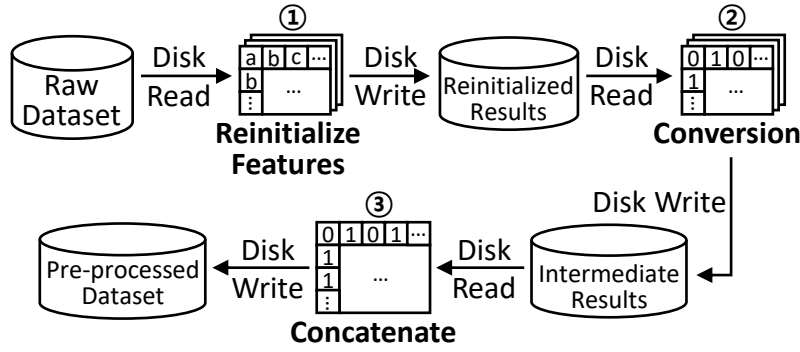 Raw
Dataset
Disk
Read
①
a b c ...
b ...
⋮
Reinitialize
Features
Disk
Write
Reinitialized
Results
Disk
Read
②
0 1 0 ...
1 ...
⋮
Conversion
Disk Write
Intermediate
Results
Disk
Read
③
0 1 0 1 ...
1
1 ...
⋮
Concatenate
Disk
Write
Pre-processed
Dataset